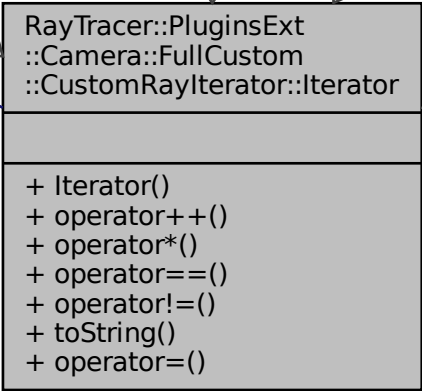 RayTracer::PluginsExt
::Camera::FullCustom
::CustomRayIterator::Iterator
+ Iterator()
+ operator++()
+ operator*()
+ operator==()
+ operator!=()
+ toString()
+ operator=()